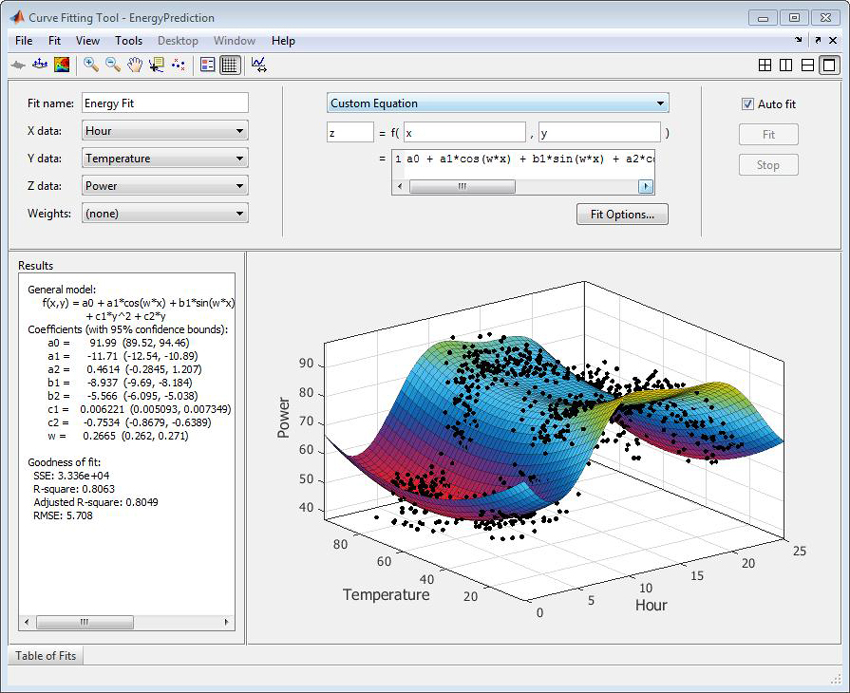 Curve Fitting Tool - EnergyPrediction
File Fit View Tools Desktop Window Help
Fit name: Energy Fit
X data: Hour
Y data: Temperature
Z data: Power
Weights: (none)
Custom Equation
z = f( x , y )
= 1 a0 + a1*cos(w*x) + b1*sin(w*x) + a2*co
Fit Options...
Auto fit
Fit
Stop
Results
General model:
f(x,y) = a0 + a1*cos(w*x) + b1*sin(w*x)
+ c1*y^2 + c2*y
Coefficients (with 95% confidence bounds):
a0 = 91.99 (89.52, 94.46)
a1 = -11.71 (-12.54, -10.89)
a2 = 0.4614 (-0.2845, 1.207)
b1 = -8.937 (-9.69, -8.184)
b2 = -5.566 (-6.095, -5.038)
c1 = 0.006221 (0.005093, 0.007349)
c2 = -0.7534 (-0.8679, -0.6389)
w = 0.2665 (0.262, 0.271)
Goodness of fit:
SSE: 3.336e+04
R-square: 0.8063
Adjusted R-square: 0.8049
RMSE: 5.708
Power
90
80
70
60
50
40
80
60
40
20
Temperature
0
5
10
15
20
25
Hour
Table of Fits